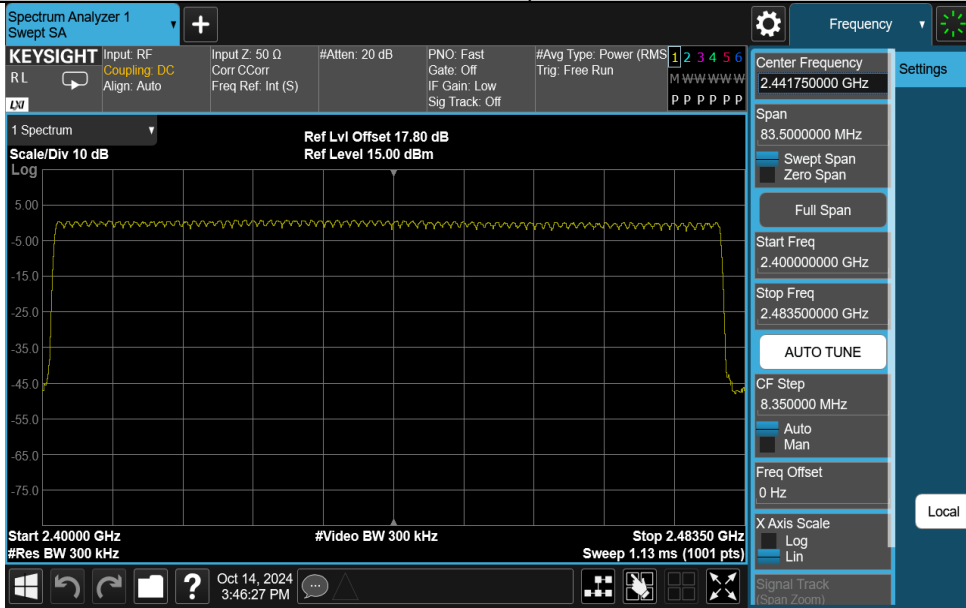 Spectrum Analyzer 1
Swept SA
+
Frequency
KEYSIGHT
RL
LXI
Input: RF
Coupling: DC
Align: Auto
Input Z: 50 Ω
Corr CCorr
Freq Ref: Int (S)
#Atten: 20 dB
PNO: Fast
Gate: Off
IF Gain: Low
Sig Track: Off
#Avg Type: Power (RMS
Trig: Free Run
1 2 3 4 5 6
M W W W W W
P P P P P P
Center Frequency
2.441750000 GHz
Settings
Span
83.5000000 MHz
Swept Span
Zero Span
Full Span
Start Freq
2.400000000 GHz
Stop Freq
2.483500000 GHz
AUTO TUNE
CF Step
8.350000 MHz
Auto
Man
Freq Offset
0 Hz
X Axis Scale
Log
Lin
Signal Track
(Span Zoom)
Local
1 Spectrum
Scale/Div 10 dB
Ref Lvl Offset 17.80 dB
Ref Level 15.00 dBm
Log
5.00
-5.00
-15.0
-25.0
-35.0
-45.0
-55.0
-65.0
-75.0
Start 2.40000 GHz
#Video BW 300 kHz
Stop 2.48350 GHz
#Res BW 300 kHz
Sweep 1.13 ms (1001 pts)
?
Oct 14, 2024
3:46:27 PM